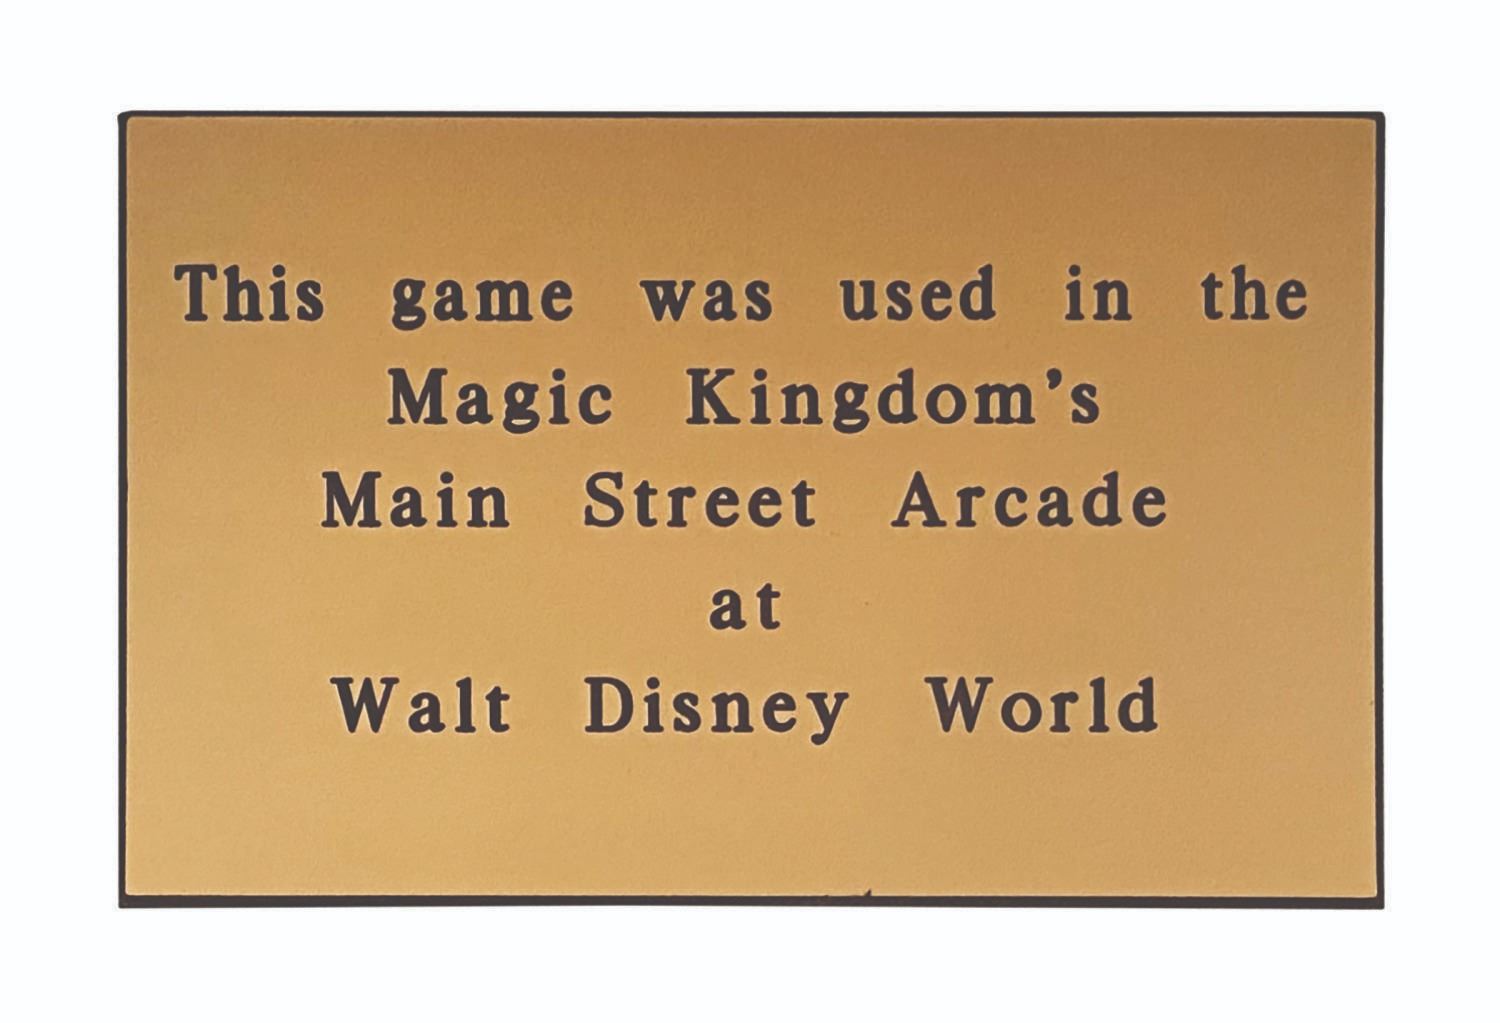 This game was used in the
Magic Kingdom's
Main Street Arcade
at
Walt Disney World